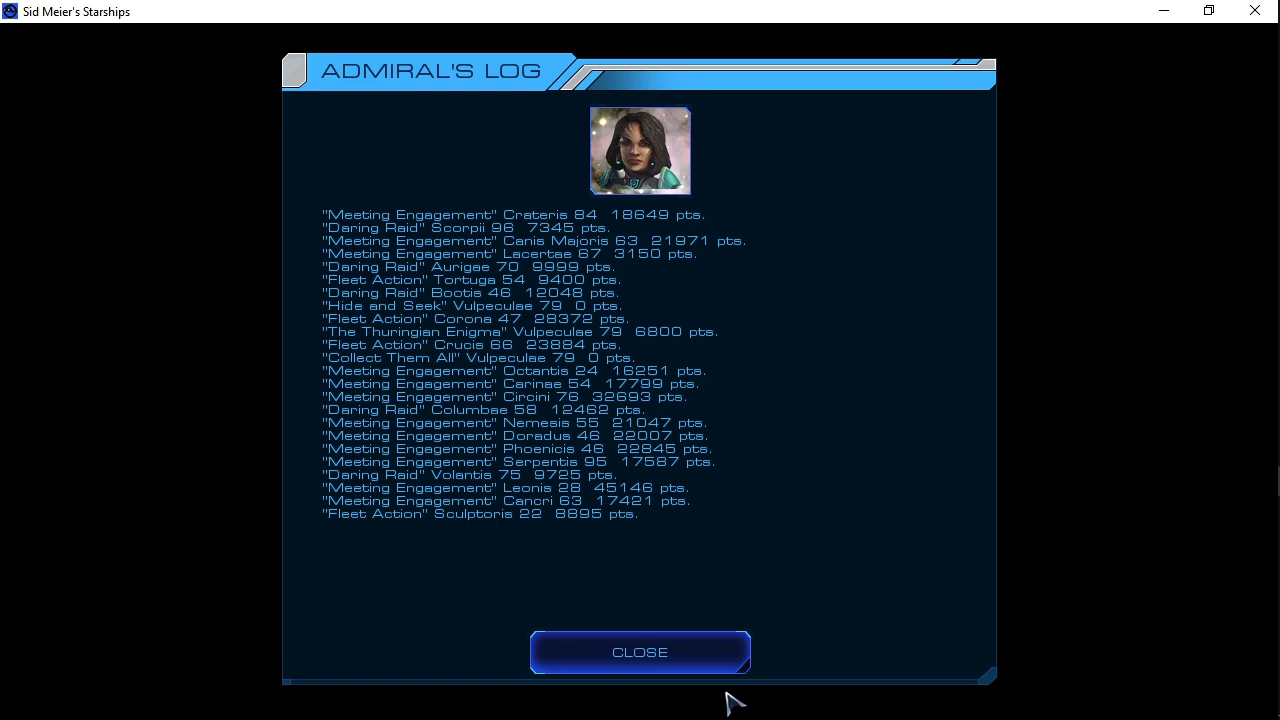 Sid Meier's Starships
ADMIRAL'S LOG
"Meeting Engagement" Crateris 84 18649 pts.
"Daring Raid" Scorpii 96 7345 pts.
"Meeting Engagement" Canis Majoris 63 21971 pts.
"Meeting Engagement" Lacertae 67 3150 pts.
"Daring Raid" Aurigae 70 9999 pts.
"Fleet Action" Tortuga 54 9400 pts.
"Daring Raid" Bootis 46 12048 pts.
"Hide and Seek" Vulpeculae 79 0 pts.
"Fleet Action" Corona 47 28372 pts.
"The Thuringian Enigma" Vulpeculae 79 6800 pts.
"Fleet Action" Crucis 66 23884 pts.
"Collect Them All" Vulpeculae 79 0 pts.
"Meeting Engagement" Octantis 24 16251 pts.
"Meeting Engagement" Carinae 54 17799 pts.
"Meeting Engagement" Circini 76 32693 pts.
"Daring Raid" Columbae 58 12462 pts.
"Meeting Engagement" Nemesis 55 21047 pts.
"Meeting Engagement" Doradus 46 22007 pts.
"Meeting Engagement" Phoenicis 46 22845 pts.
"Meeting Engagement" Serpentis 95 17587 pts.
"Daring Raid" Volantis 75 9725 pts.
"Meeting Engagement" Leonis 28 45146 pts.
"Meeting Engagement" Cancri 63 17421 pts.
"Fleet Action" Sculptoris 22 8895 pts.
CLOSE